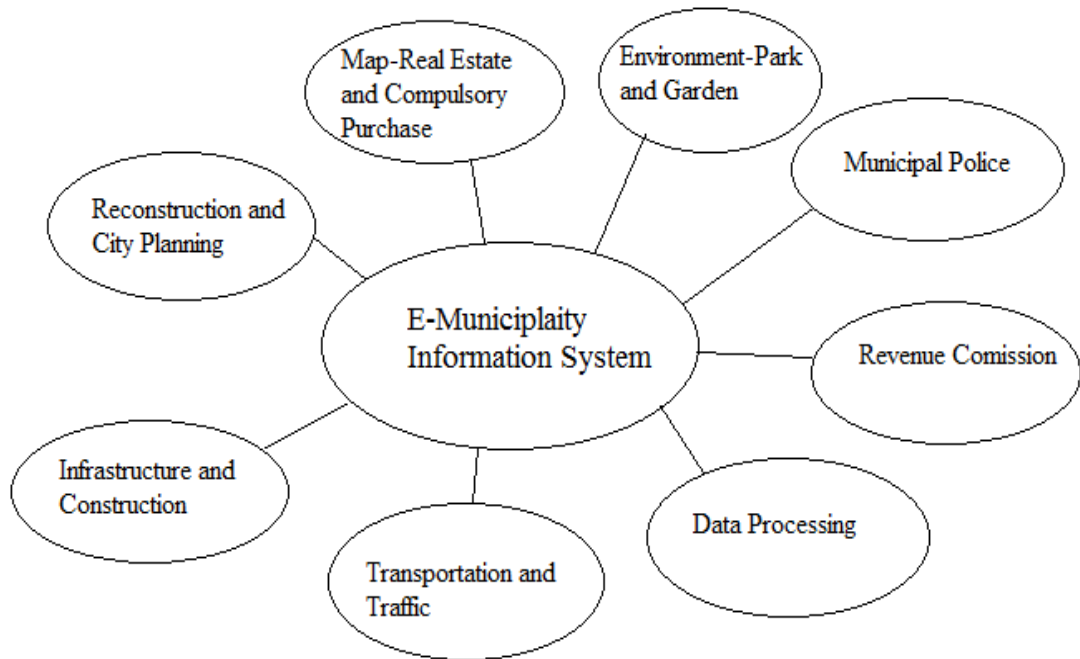 Map-Real Estate
and Compulsory
Purchase
Environment-Park
and Garden
Municipal Police
Reconstruction and
City Planning
E-Municiplaity
Information System
Revenue Comission
Infrastructure and
Construction
Data Processing
Transportation and
Traffic